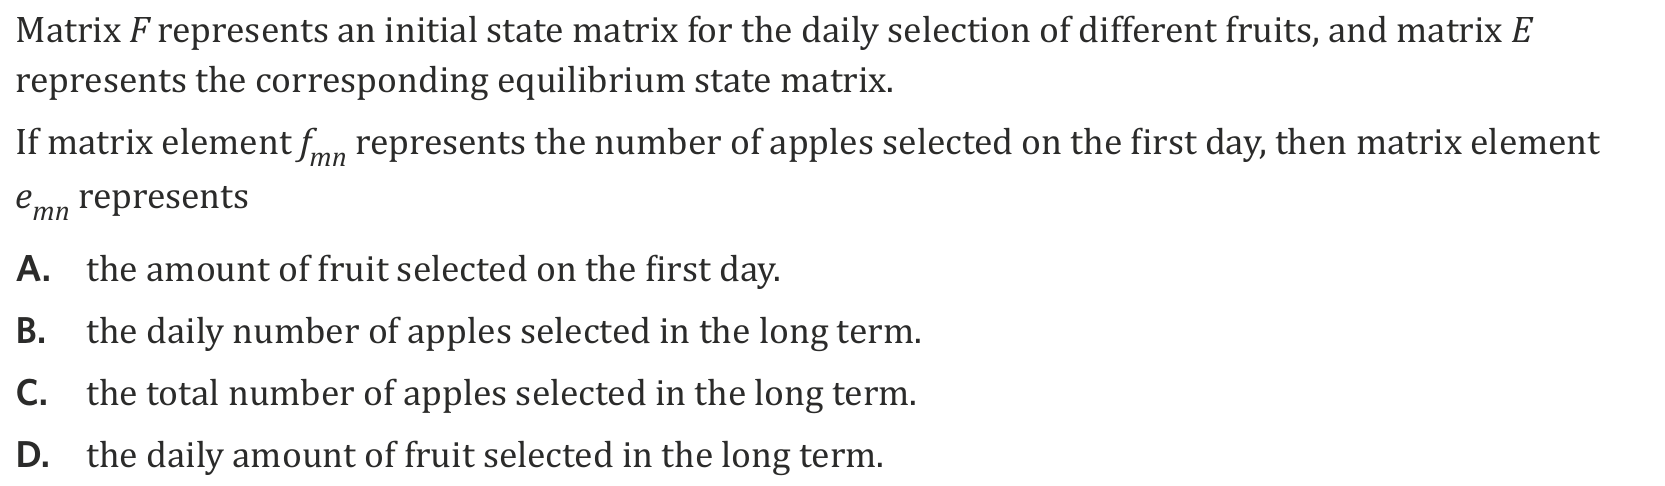 Matrix F represents an initial state matrix for the daily selection of different fruits, and matrix E
represents the corresponding equilibrium state matrix.
If matrix element fmn represents the number of apples selected on the first day, then matrix element
emn represents
A. the amount of fruit selected on the first day.
B. the daily number of apples selected in the long term.
C. the total number of apples selected in the long term.
D. the daily amount of fruit selected in the long term.